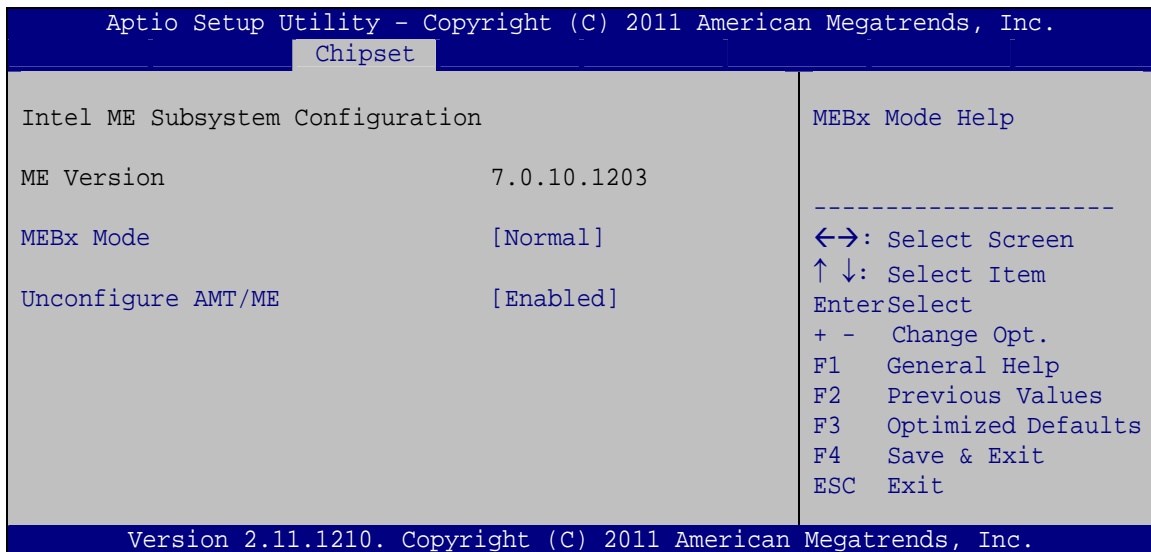 Aptio Setup Utility – Copyright (C) 2011 American Megatrends, Inc.
Chipset
Intel ME Subsystem Configuration
ME Version 7.0.10.1203
MEBx Mode [Normal]
Unconfigure AMT/ME [Enabled]
MEBx Mode Help
---------------------
←→: Select Screen
↑ ↓: Select Item
EnterSelect
+ - Change Opt.
F1 General Help
F2 Previous Values
F3 Optimized Defaults
F4 Save & Exit
ESC Exit
Version 2.11.1210. Copyright (C) 2011 American Megatrends, Inc.